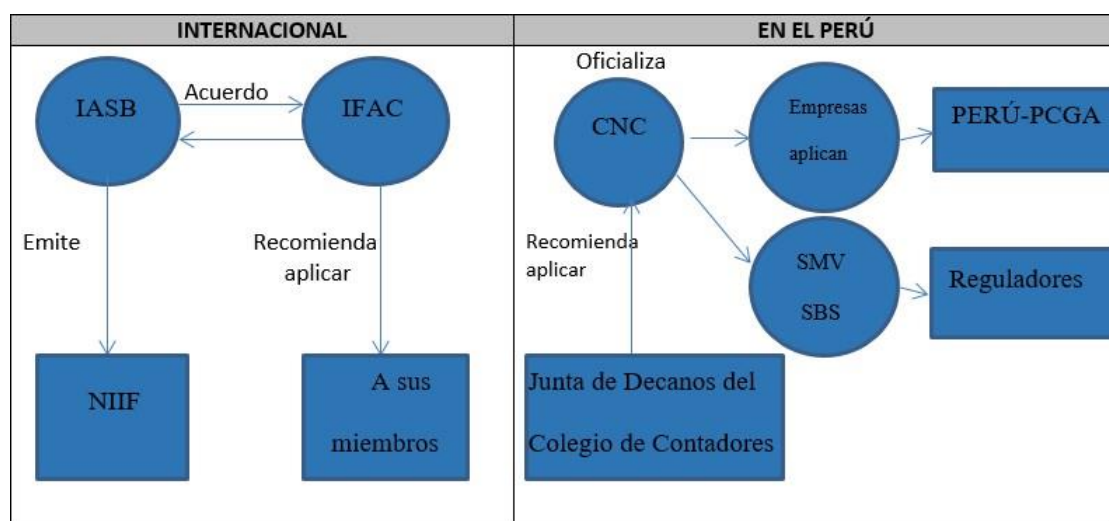 INTERNACIONAL
IASB
Acuerdo
IFAC
Emite
Recomienda
aplicar
NIIF
A sus
miembros
EN EL PERÚ
Oficializa
CNC
Empresas
aplican
PERÚ-PCGA
Recomienda
aplicar
SMV
SBS
Reguladores
Junta de Decanos del
Colegio de Contadores